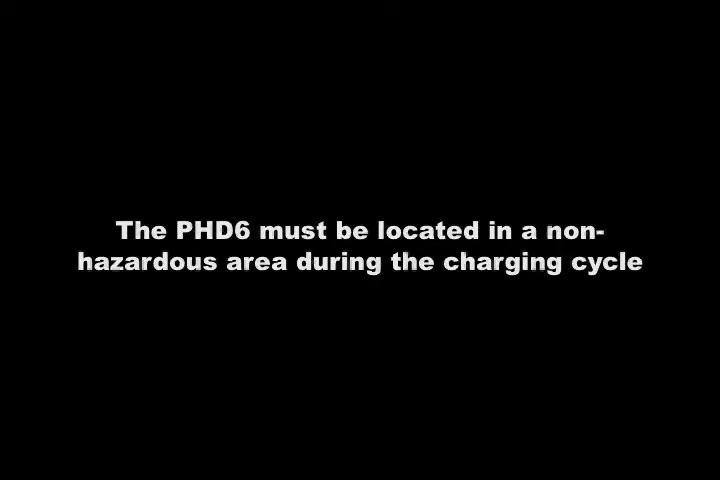 The PHD6 must be located in a non-
hazardous area during the charging cycle